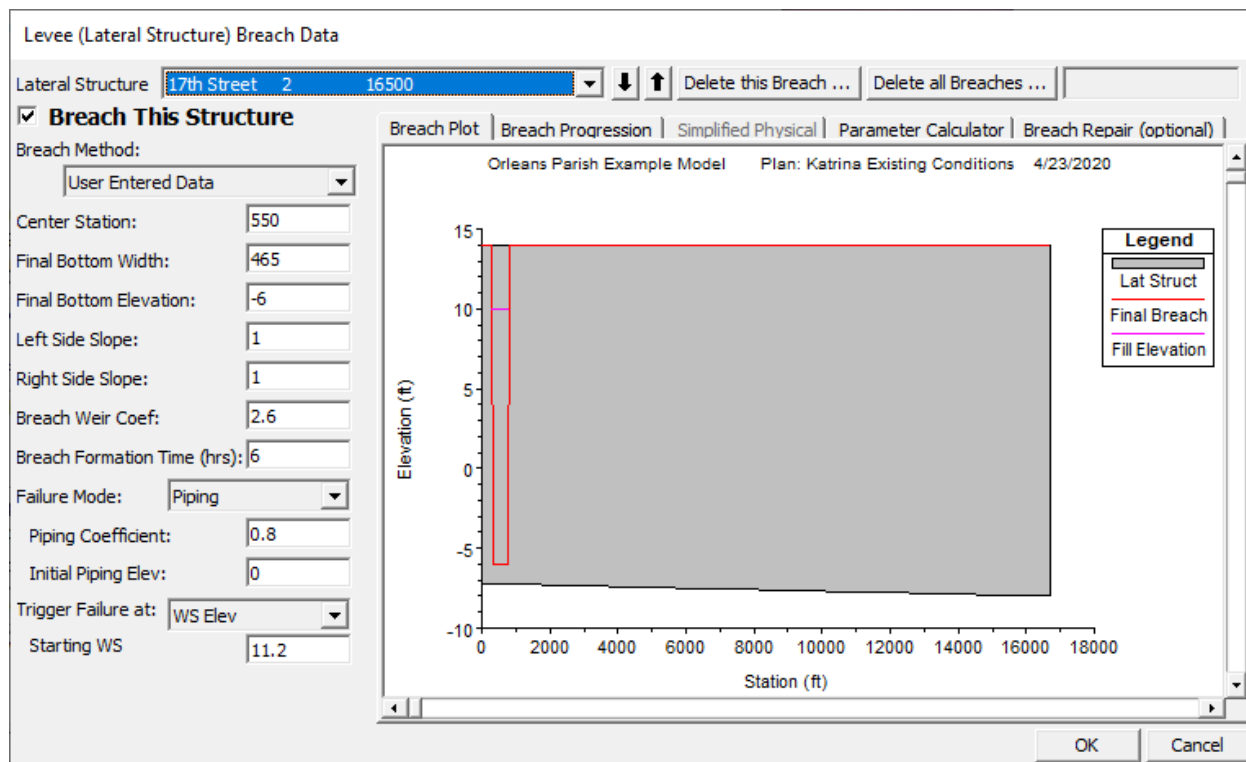 Levee (Lateral Structure) Breach Data
Lateral Structure 17th Street 2 16500 Delete this Breach ... Delete all Breaches ...
Breach This Structure
Breach Method:
User Entered Data
Center Station: 550
Final Bottom Width: 465
Final Bottom Elevation: -6
Left Side Slope: 1
Right Side Slope: 1
Breach Weir Coef: 2.6
Breach Formation Time (hrs): 6
Failure Mode: Piping
Piping Coefficient: 0.8
Initial Piping Elev: 0
Trigger Failure at: WS Elev
Starting WS 11.2
Breach Plot Breach Progression Simplified Physical Parameter Calculator Breach Repair (optional)
Orleans Parish Example Model Plan: Katrina Existing Conditions 4/23/2020
Elevation (ft)
15
10
5
0
-5
-10
0 2000 4000 6000 8000 10000 12000 14000 16000 18000
Station (ft)
Legend
Lat Struct
Final Breach
Fill Elevation
OK Cancel